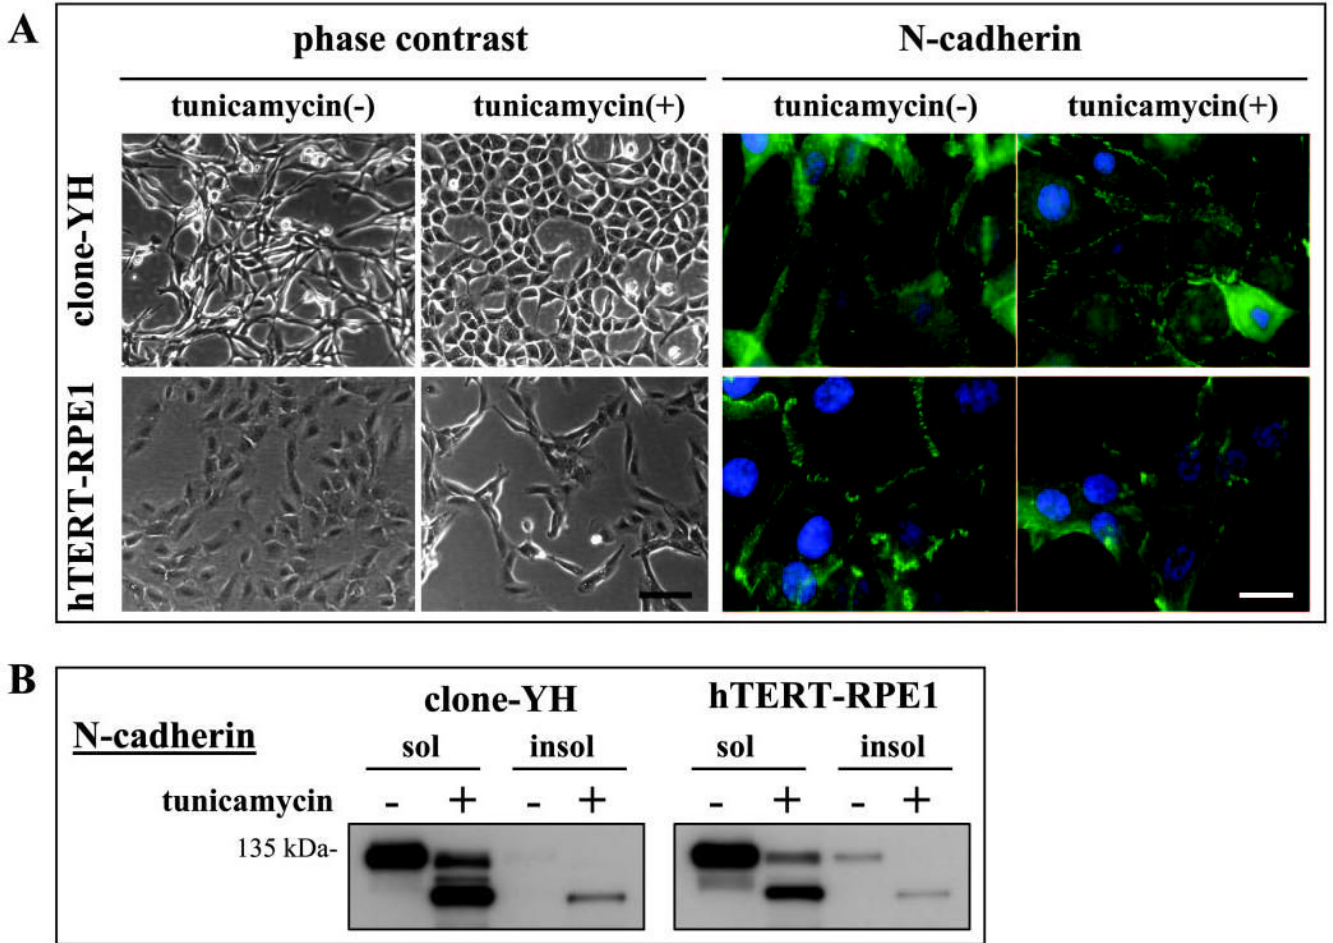 A
phase contrast N-cadherin
tunicamycin(-) tunicamycin(+) tunicamycin(-) tunicamycin(+)
clone-YH
hTERT-RPE1
B
clone-YH hTERT-RPE1
N-cadherin
sol insol sol insol
tunicamycin - + - + - + - +
135 kDa-